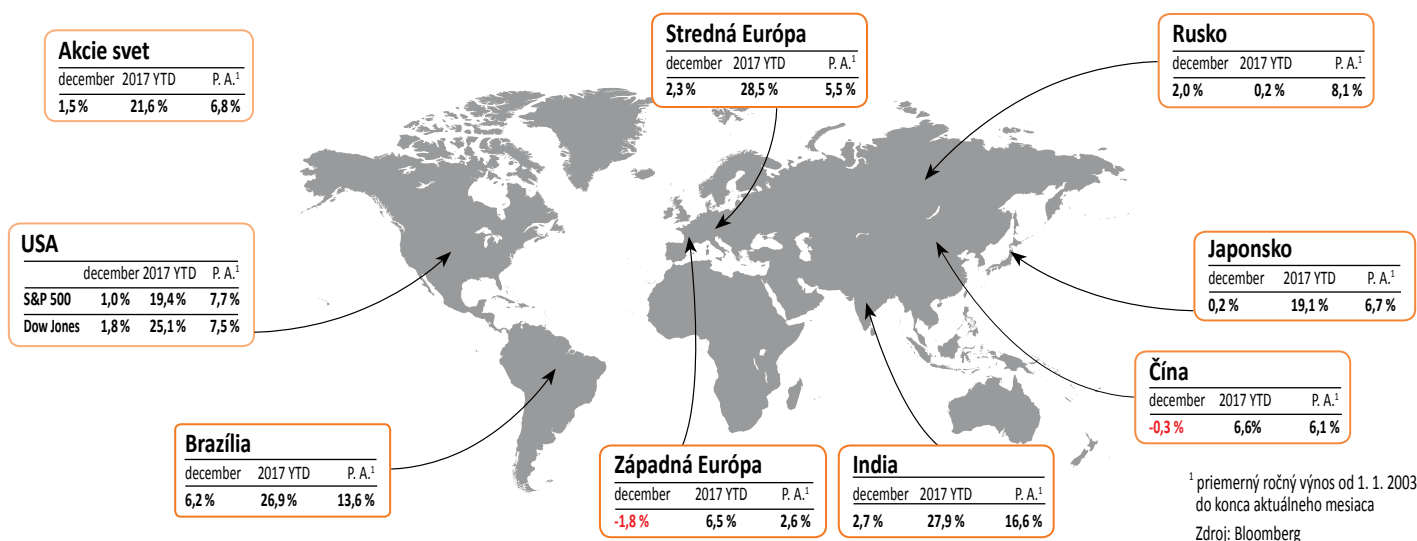 Akcie svet
december 2017 YTD P. A.¹
1,5 % 21,6 % 6,8 %
Stredná Európa
december 2017 YTD P. A.¹
2,3 % 28,5 % 5,5 %
Rusko
december 2017 YTD P. A.¹
2,0 % 0,2 % 8,1 %
USA
december 2017 YTD P. A.¹
S&P 500 1,0 % 19,4 % 7,7 %
Dow Jones 1,8 % 25,1 % 7,5 %
Japonsko
december 2017 YTD P. A.¹
0,2 % 19,1 % 6,7 %
Čína
december 2017 YTD P. A.¹
-0,3 % 6,6% 6,1 %
Brazília
december 2017 YTD P. A.¹
6,2 % 26,9 % 13,6 %
Západná Európa
december 2017 YTD P. A.¹
-1,8 % 6,5 % 2,6 %
India
december 2017 YTD P. A.¹
2,7 % 27,9 % 16,6 %
¹ priemerný ročný výnos od 1. 1. 2003
do konca aktuálneho mesiaca
Zdroj: Bloomberg